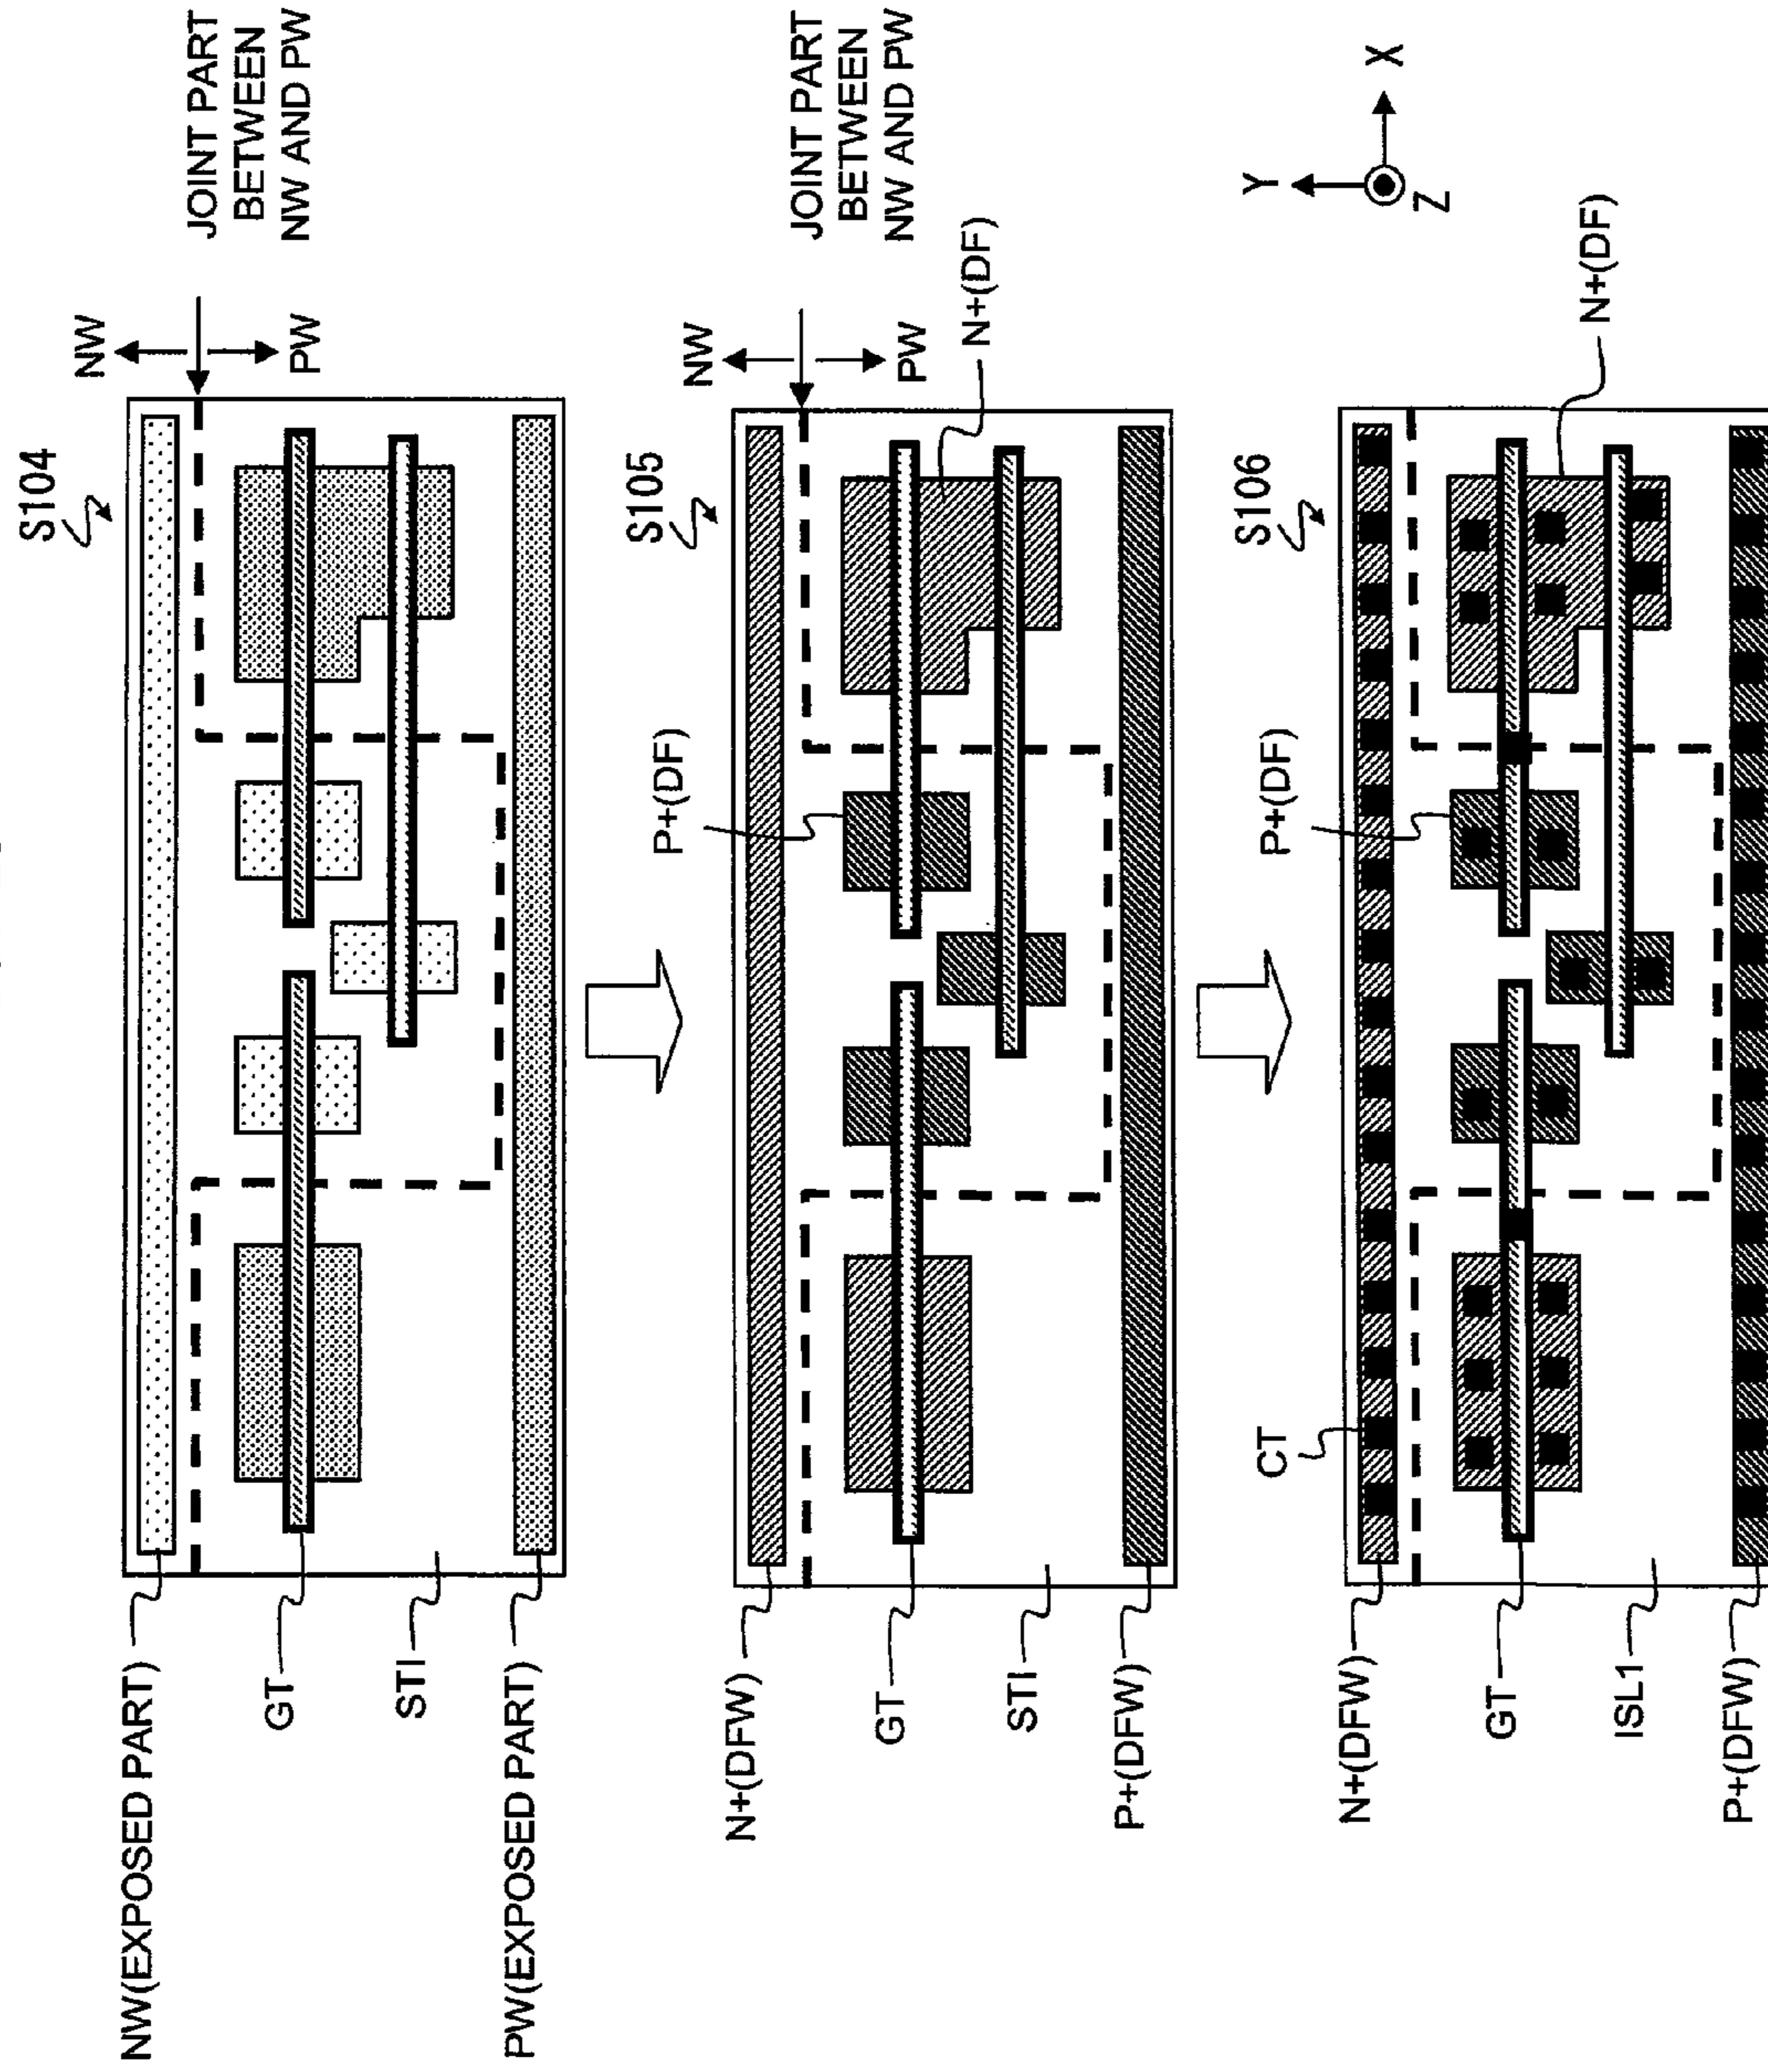 S104
NW
PW
JOINT PART
BETWEEN
NW AND PW
NW(EXPOSED PART)
GT
STI
PW(EXPOSED PART)
S105
NW
PW
JOINT PART
BETWEEN
NW AND PW
P+(DF)
N+(DF)
N+(DFW)
GT
STI
P+(DFW)
S106
Y
X
Z
CT
P+(DF)
N+(DF)
N+(DFW)
GT
ISL1
P+(DFW)